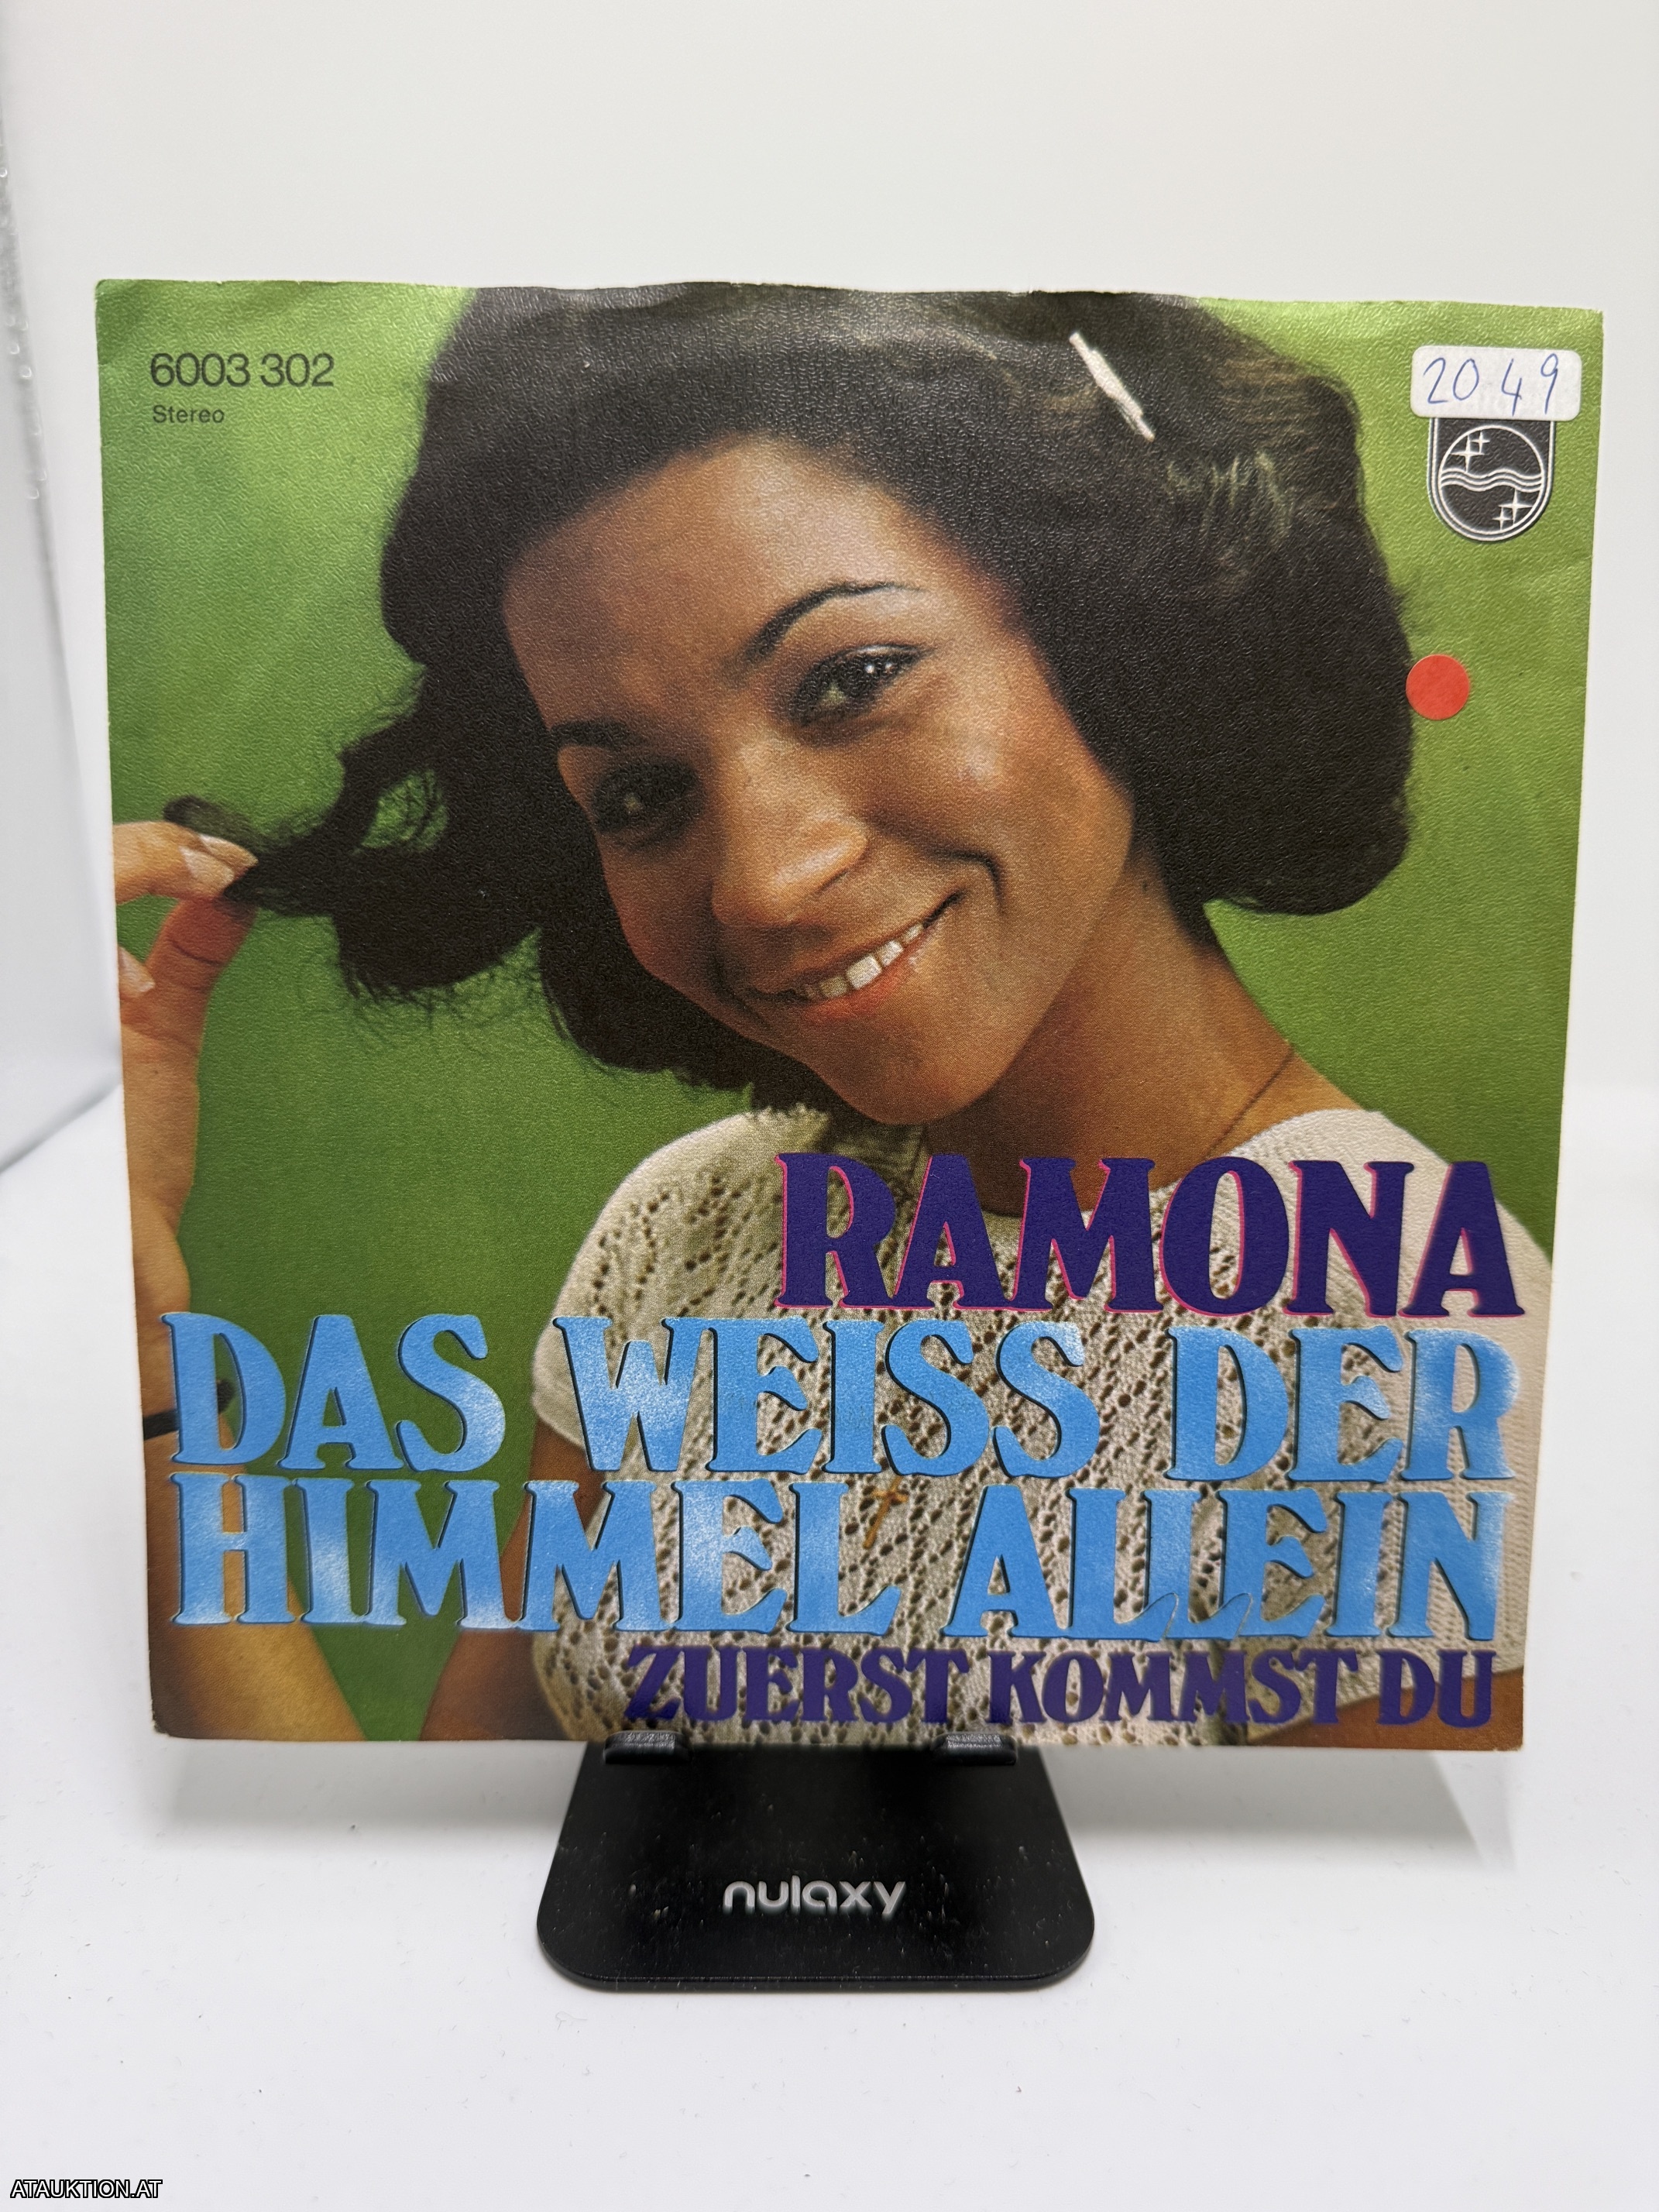 6003 302
Stereo
2049
RAMONA
DAS WEISS DER
HIMMEL ALLEIN
ZUERST KOMMST DU
nulaxy
ATAUKTION.AT